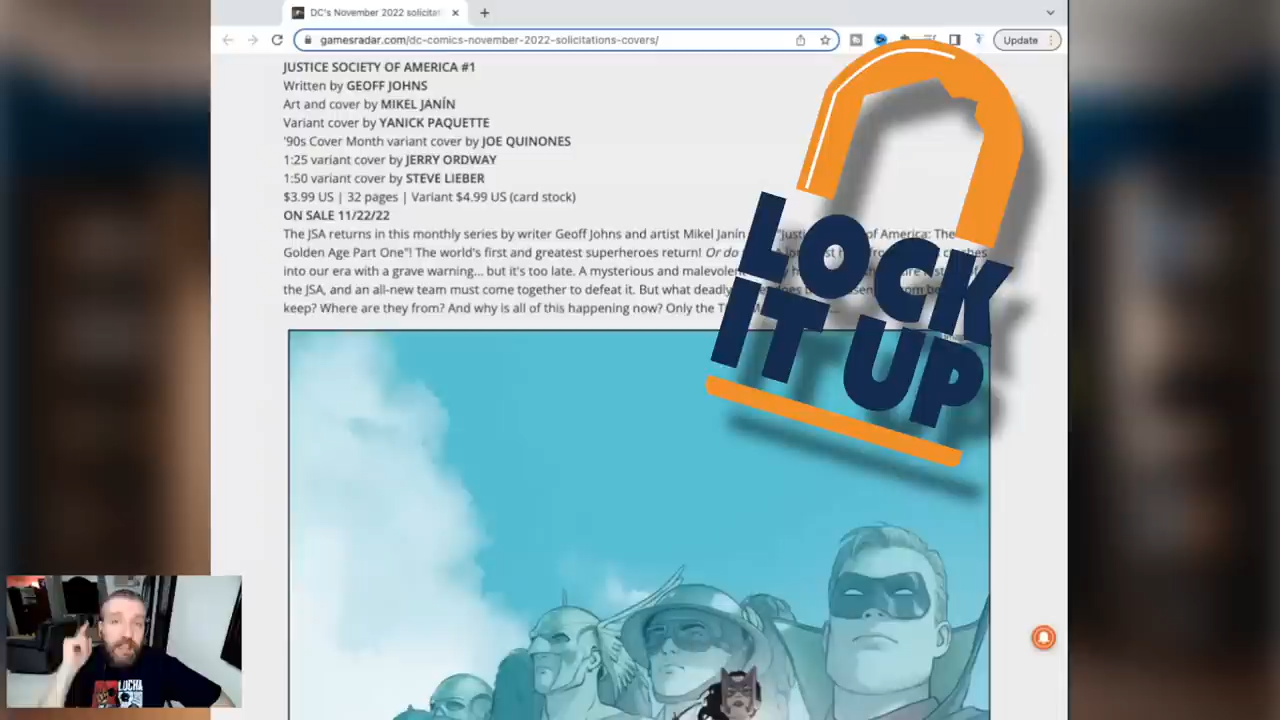 DC's November 2022 solicitat
gamesradar.com/dc-comics-november-2022-solicitations-covers/
Update
JUSTICE SOCIETY OF AMERICA #1
Written by GEOFF JOHNS
Art and cover by MIKEL JANÍN
Variant cover by YANICK PAQUETTE
'90s Cover Month variant cover by JOE QUINONES
1:25 variant cover by JERRY ORDWAY
1:50 variant cover by STEVE LIEBER
$3.99 US | 32 pages | Variant $4.99 US (card stock)
ON SALE 11/22/22
The JSA returns in this monthly series by writer Geoff Johns and artist Mikel Janín "Just of America: The
Golden Age Part One"! The world's first and greatest superheroes return! Or do
into our era with a grave warning... but it's too late. A mysterious and malevolent
the JSA, and an all-new team must come together to defeat it. But what deadly
keep? Where are they from? And why is all of this happening now? Only the
LOCK
IT UP
LUCHA